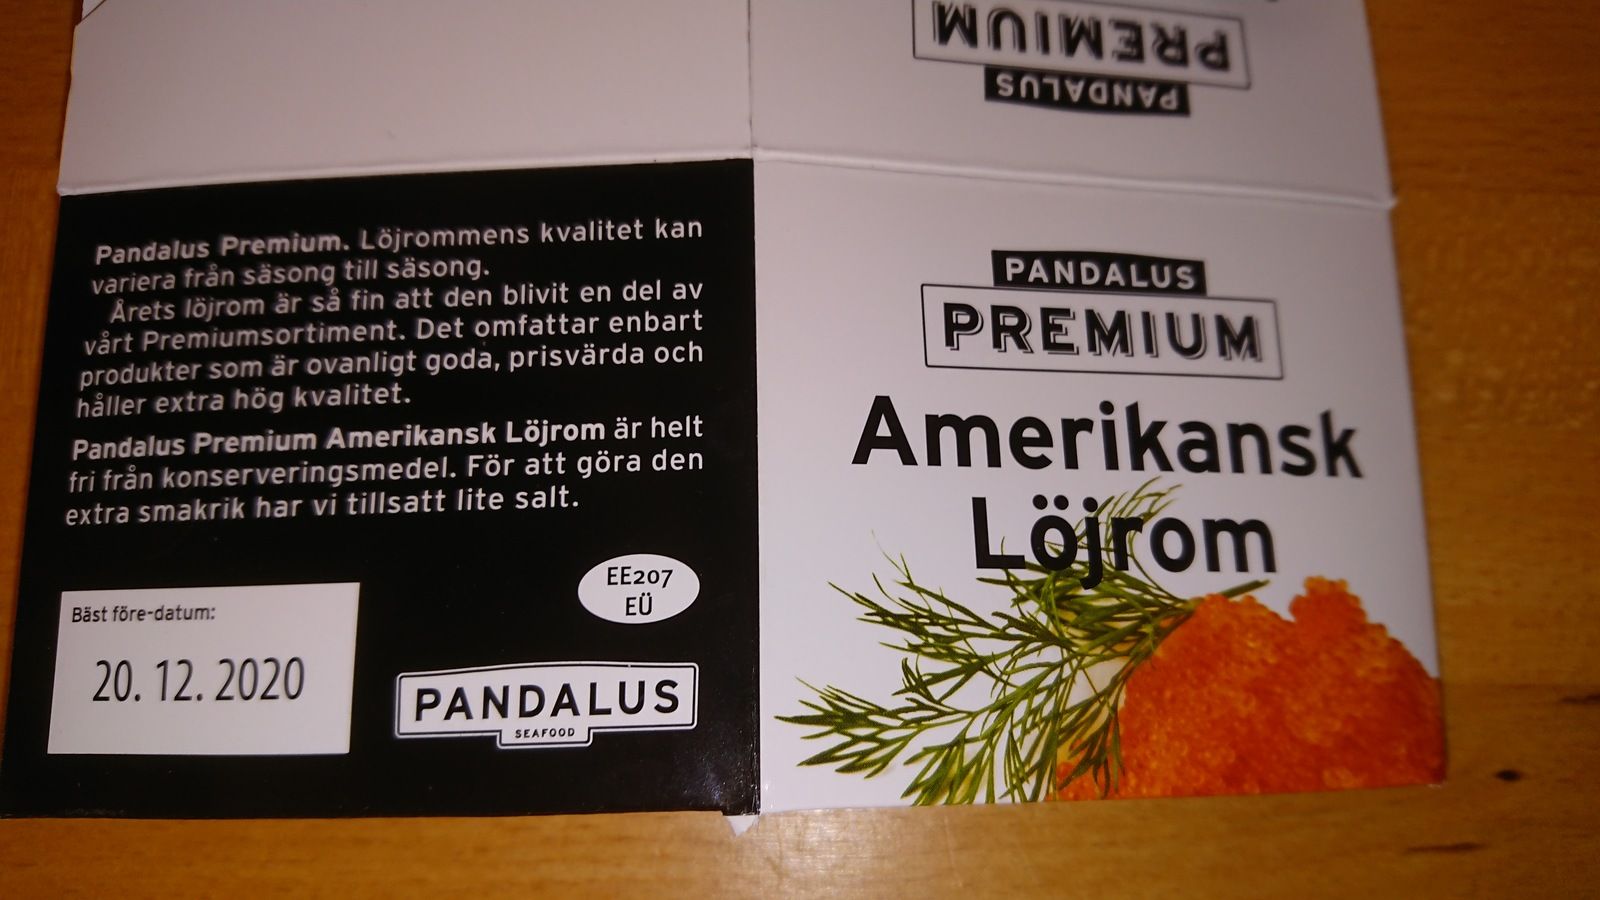 PREMIUM
PANDALUS
Pandalus Premium. Löjrommens kvalitet kan
variera från säsong till säsong.
Årets löjrom är så fin att den blivit en del av
vårt Premiumsortiment. Det omfattar enbart
produkter som är ovanligt goda, prisvärda och
håller extra hög kvalitet.
Pandalus Premium Amerikansk Löjrom är helt
fri från konserveringsmedel. För att göra den
extra smakrik har vi tillsatt lite salt.
EE207
EÜ
Bäst före-datum:
20. 12. 2020
PANDALUS
SEAFOOD
PANDALUS
PREMIUM
Amerikansk
Löjrom